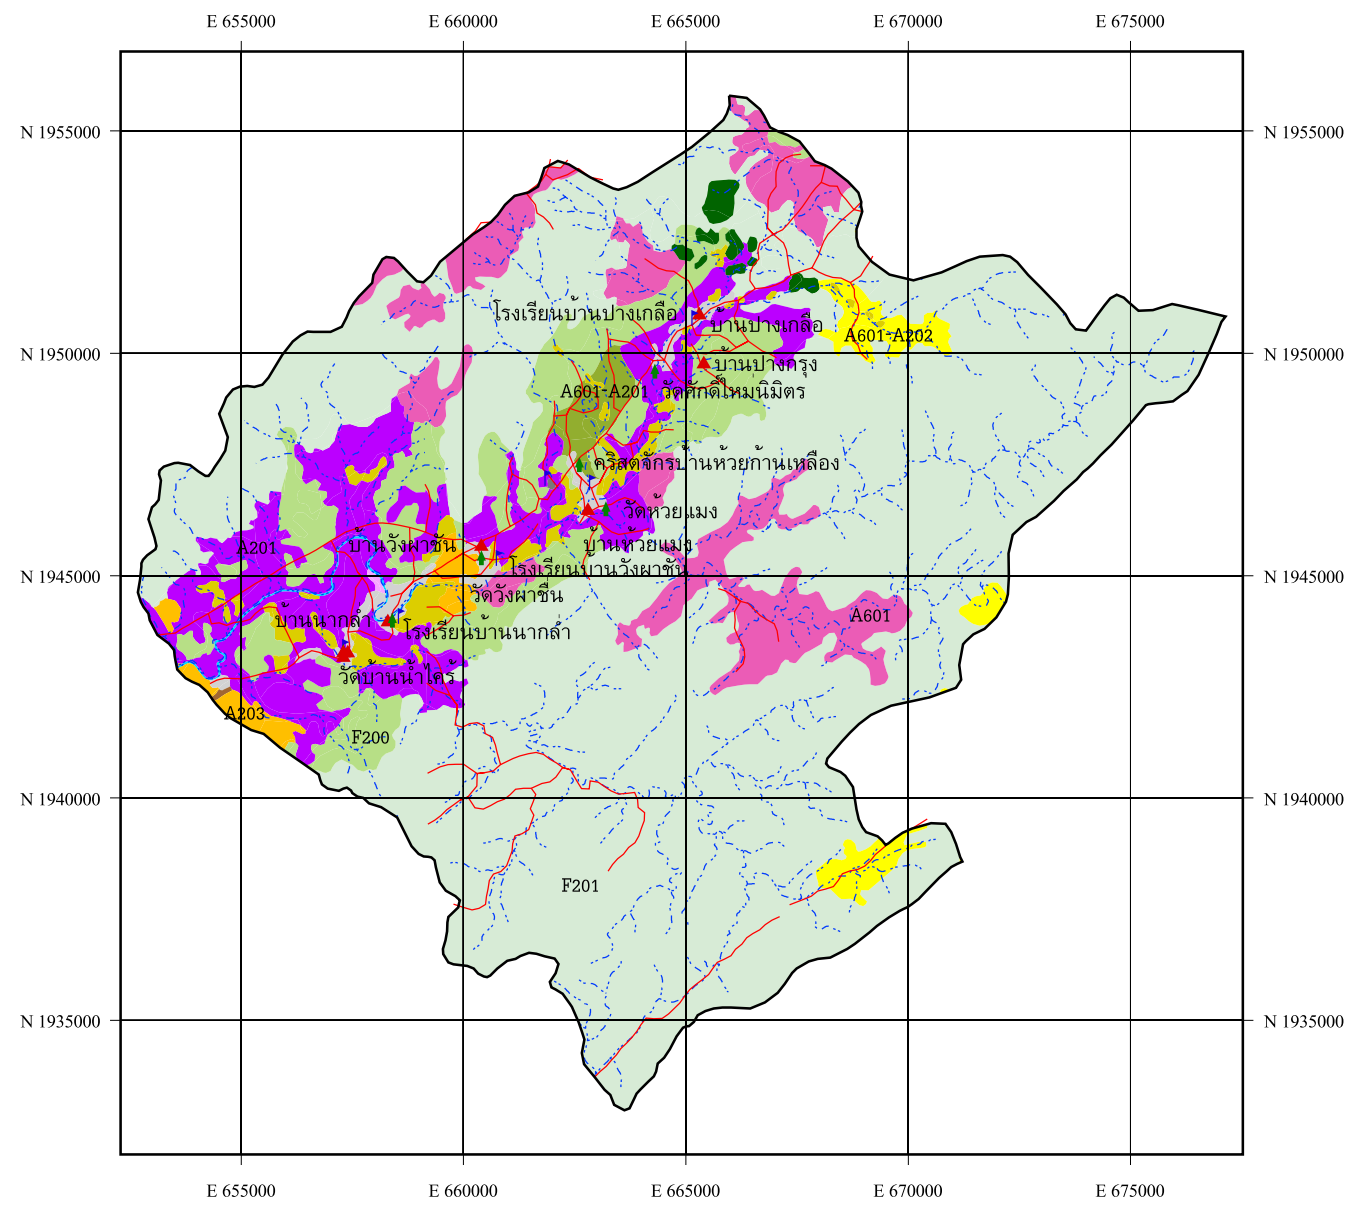 E 655000 E 660000 E 665000 E 670000 E 675000
N 1955000 N 1955000
โรงเรียนบ้านปางเกลือ
บ้านปางเกลือ
A601-A202
N 1950000 N 1950000
บ้านปางกรุง
A601-A201
วัดศักดิ์ไหมนิมิตร
คริสตจักรบ้านห้วยก้านเหลือง
วัดห้วยแมง
A201
บ้านวังผาชัน
บ้านห้วยแมง
โรงเรียนบ้านวังผาชัน
N 1945000 N 1945000
วัดวังผาชัน
A601
บ้านนากล้ำ
โรงเรียนบ้านนากล้ำ
วัดบ้านน้ำไคร้
A203
F200
N 1940000 N 1940000
F201
N 1935000 N 1935000
E 655000 E 660000 E 665000 E 670000 E 675000